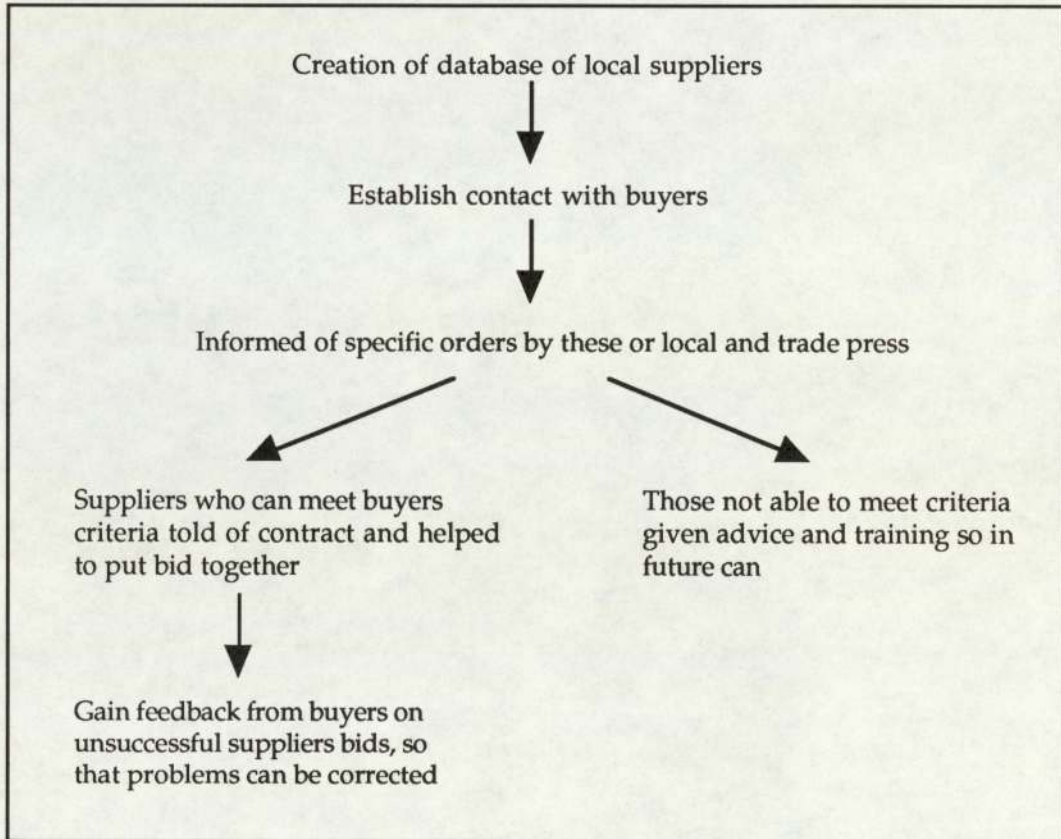 Creation of database of local suppliers
Establish contact with buyers
Informed of specific orders by these or local and trade press
Suppliers who can meet buyers
criteria told of contract and helped
to put bid together
Those not able to meet criteria
given advice and training so in
future can
Gain feedback from buyers on
unsuccessful suppliers bids, so
that problems can be corrected